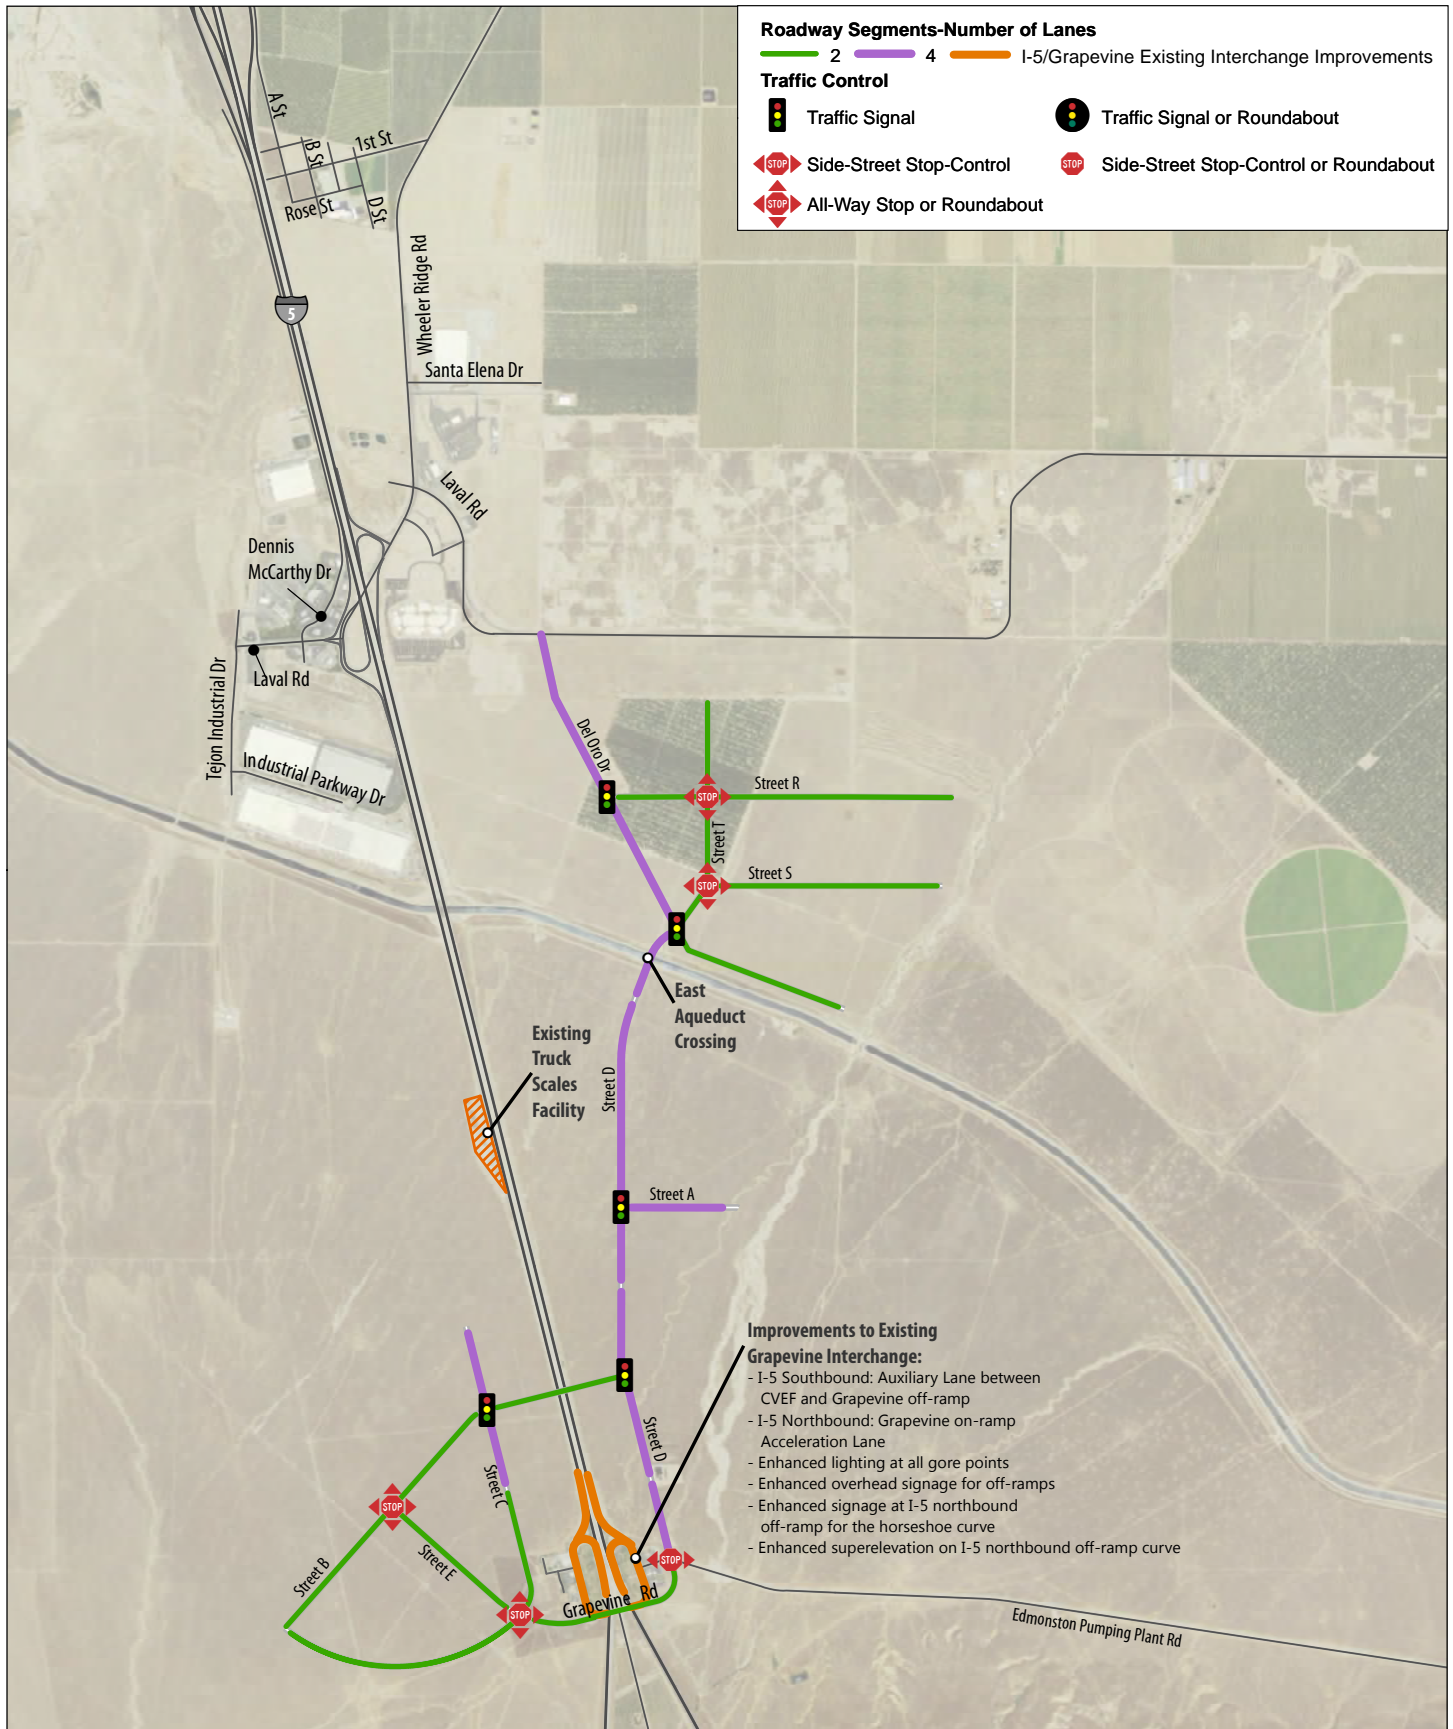 Roadway Segments-Number of Lanes
2 4 I-5/Grapevine Existing Interchange Improvements
Traffic Control
Traffic Signal
Traffic Signal or Roundabout
STOP Side-Street Stop-Control
STOP Side-Street Stop-Control or Roundabout
STOP All-Way Stop or Roundabout
A St
B St
1st St
Rose St
D St
Wheeler Ridge Rd
5
Santa Elena Dr
Laval Rd
Dennis
McCarthy Dr
Laval Rd
Tejon Industrial Dr
Industrial Parkway Dr
Del Oro Dr
STOP
Street R
Street T
STOP
Street S
East
Aqueduct
Crossing
Existing
Truck
Scales
Facility
Street D
Street A
Improvements to Existing
Grapevine Interchange:
- I-5 Southbound: Auxiliary Lane between
CVEF and Grapevine off-ramp
- I-5 Northbound: Grapevine on-ramp
Acceleration Lane
- Enhanced lighting at all gore points
- Enhanced overhead signage for off-ramps
- Enhanced signage at I-5 northbound
off-ramp for the horseshoe curve
- Enhanced superelevation on I-5 northbound off-ramp curve
Street D
Street C
STOP
Street E
Street B
STOP
STOP
Grapevine Rd
Edmonston Pumping Plant Rd